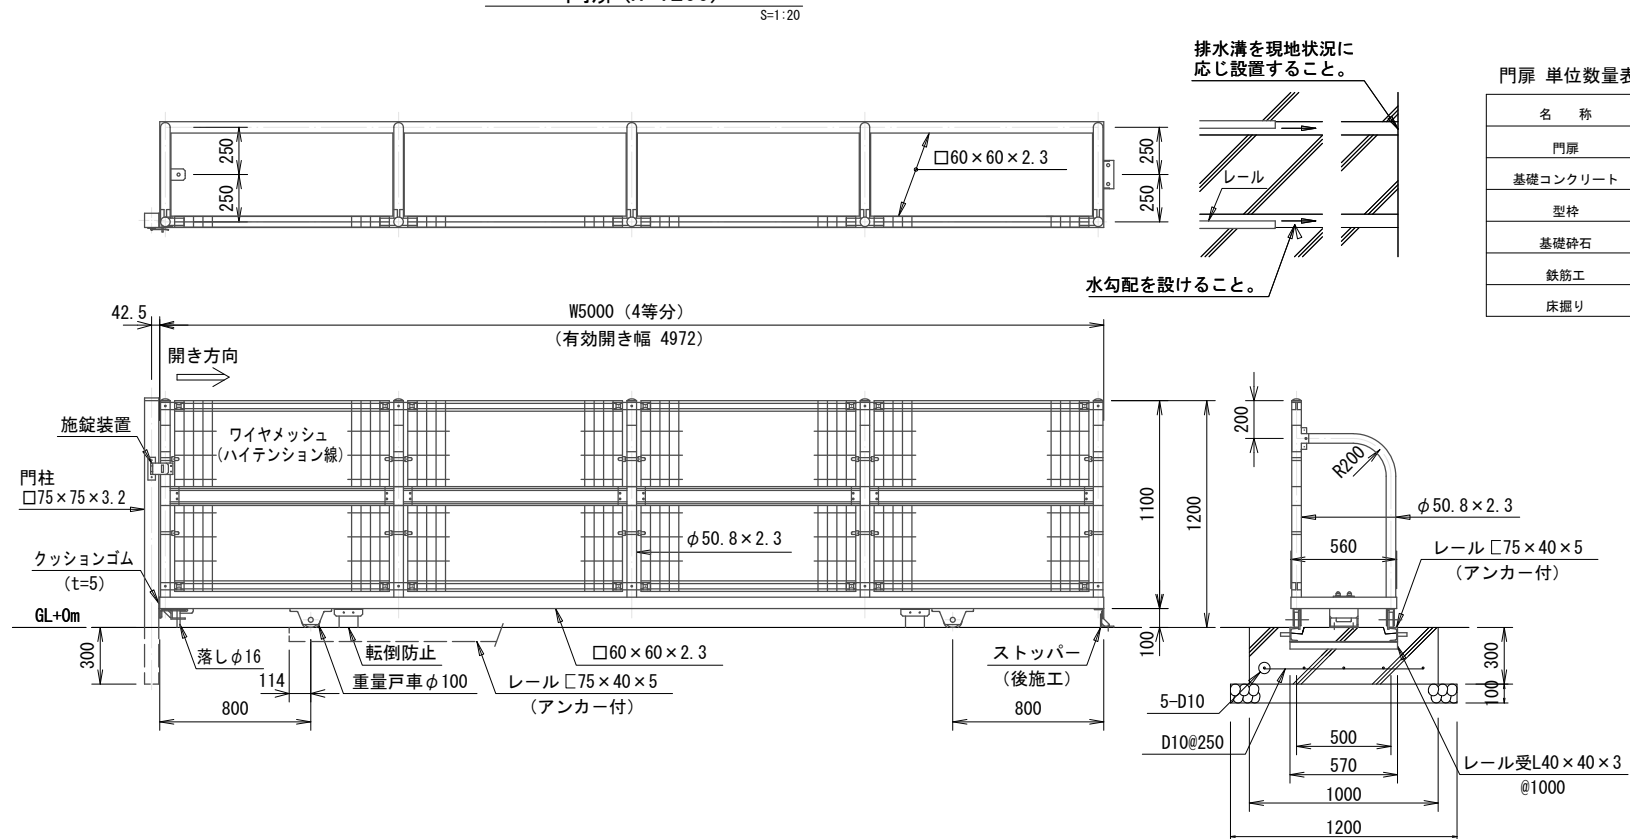 S=1:20
排水溝を現地状況に
応じ設置すること。
レール
水勾配を設けること。
門扉 単位数量表
名 称
門扉
基礎コンクリート
型枠
基礎砕石
鉄筋工
床掘り
250
250
□60×60×2.3
250
250
42.5
W5000 (4等分)
(有効開き幅 4972)
開き方向
施錠装置
ワイヤメッシュ
(ハイテンション線)
門柱
□75×75×3.2
クッションゴム
(t=5)
GL+0m
300
落しφ16
114
800
転倒防止
重量戸車φ100
φ50.8×2.3
□60×60×2.3
レール匚75×40×5
(アンカー付)
ストッパー
(後施工)
800
1100
1200
100
200
R200
φ50.8×2.3
560
レール匚75×40×5
(アンカー付)
300
100
5-D10
D10@250
500
570
1000
1200
レール受L40×40×3
@1000